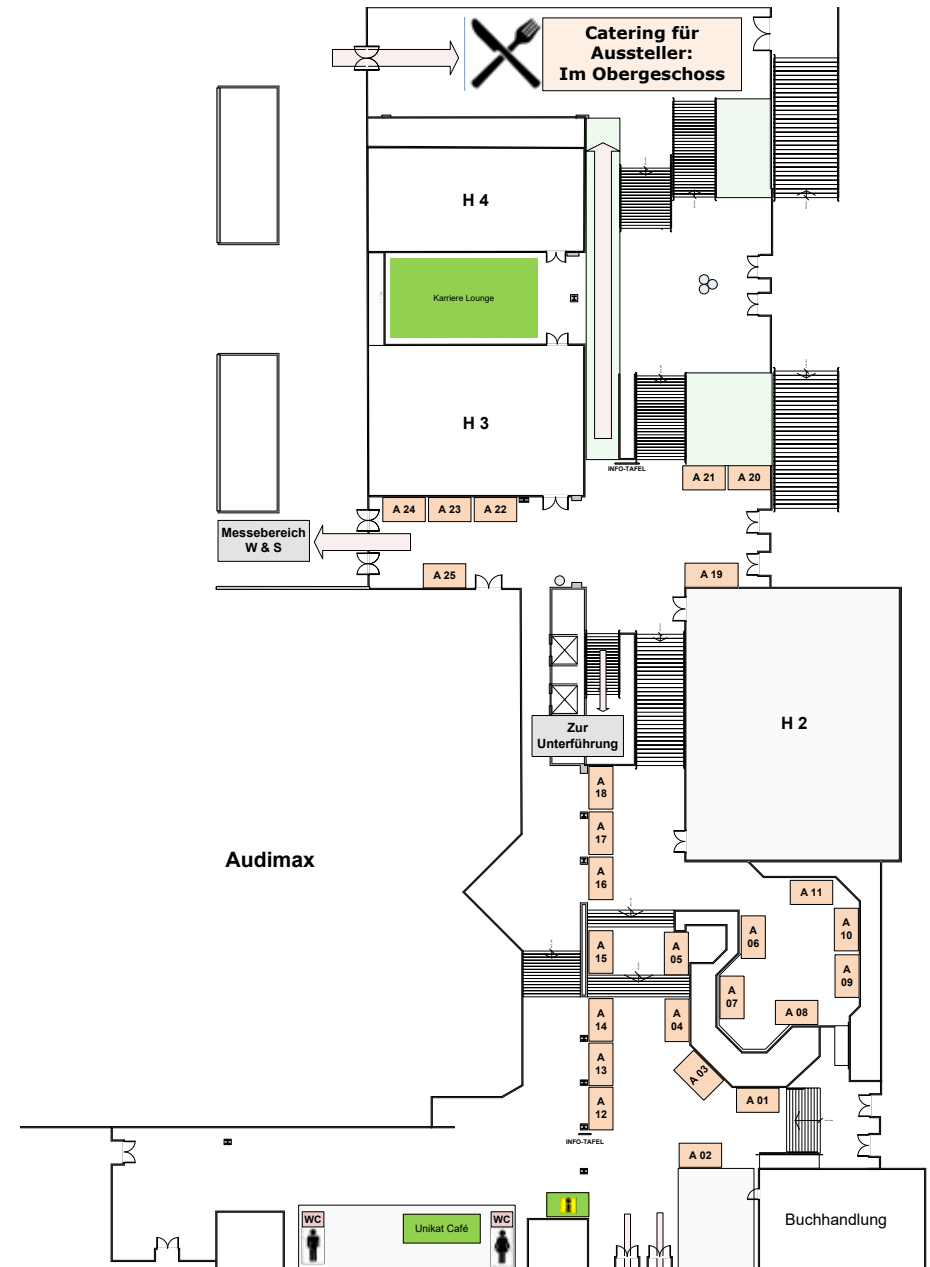 Catering für
Aussteller:
Im Obergeschoss
H 4
Karriere Lounge
H 3
INFO-TAFEL
A 21
A 20
A 24
A 23
A 22
Messebereich
W & S
A 25
A 19
Zur
Unterführung
H 2
A
18
A
17
A
16
Audimax
A 11
A
10
A
06
A
15
A
05
A
09
A
07
A 08
A
14
A
04
A
13
A 03
A
12
A 01
INFO-TAFEL
A 02
WC
Unikat Café
WC
Buchhandlung